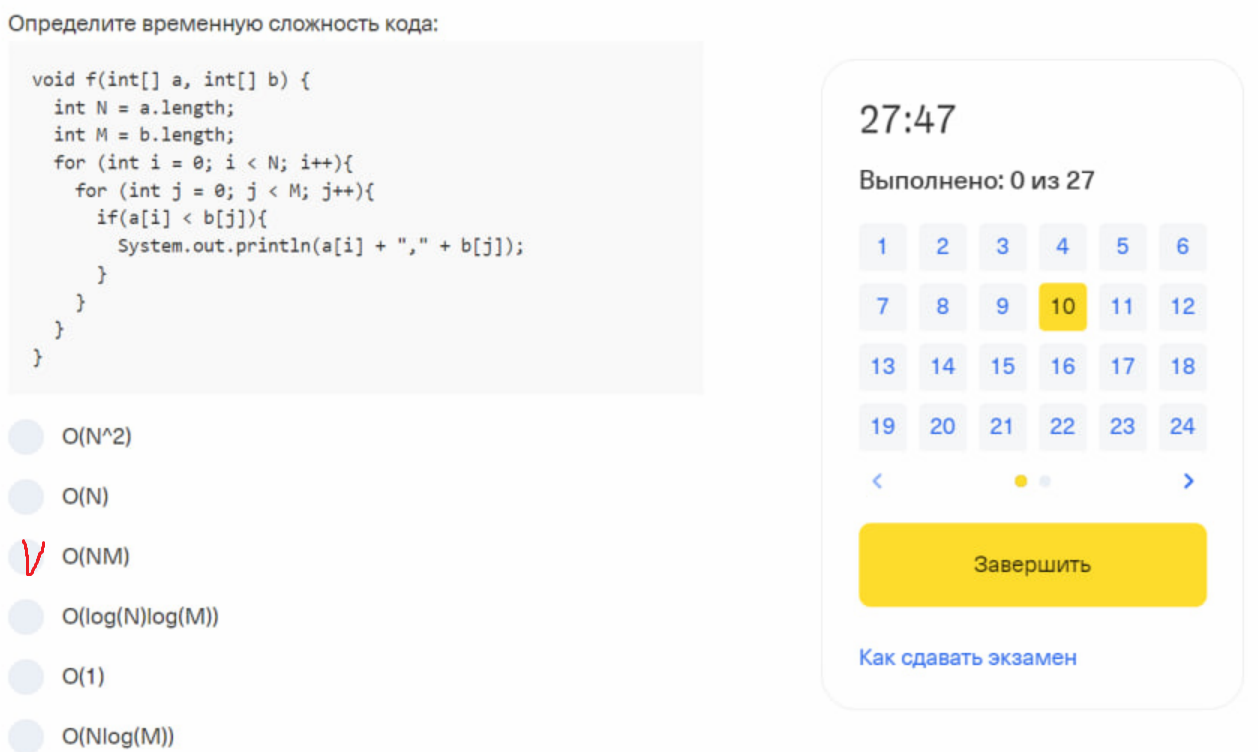 Определите временную сложность кода:
void f(int[] a, int[] b) {
int N = a.length;
int M = b.length;
for (int i = 0; i < N; i++){
for (int j = 0; j < M; j++){
if(a[i] < b[j]){
System.out.println(a[i] + "," + b[j]);
}
}
}
}
O(N^2)
O(N)
V O(NM)
O(log(N)log(M))
O(1)
O(Nlog(M))
27:47
Выполнено: 0 из 27
1 2 3 4 5 6
7 8 9 10 11 12
13 14 15 16 17 18
19 20 21 22 23 24
Завершить
Как сдавать экзамен